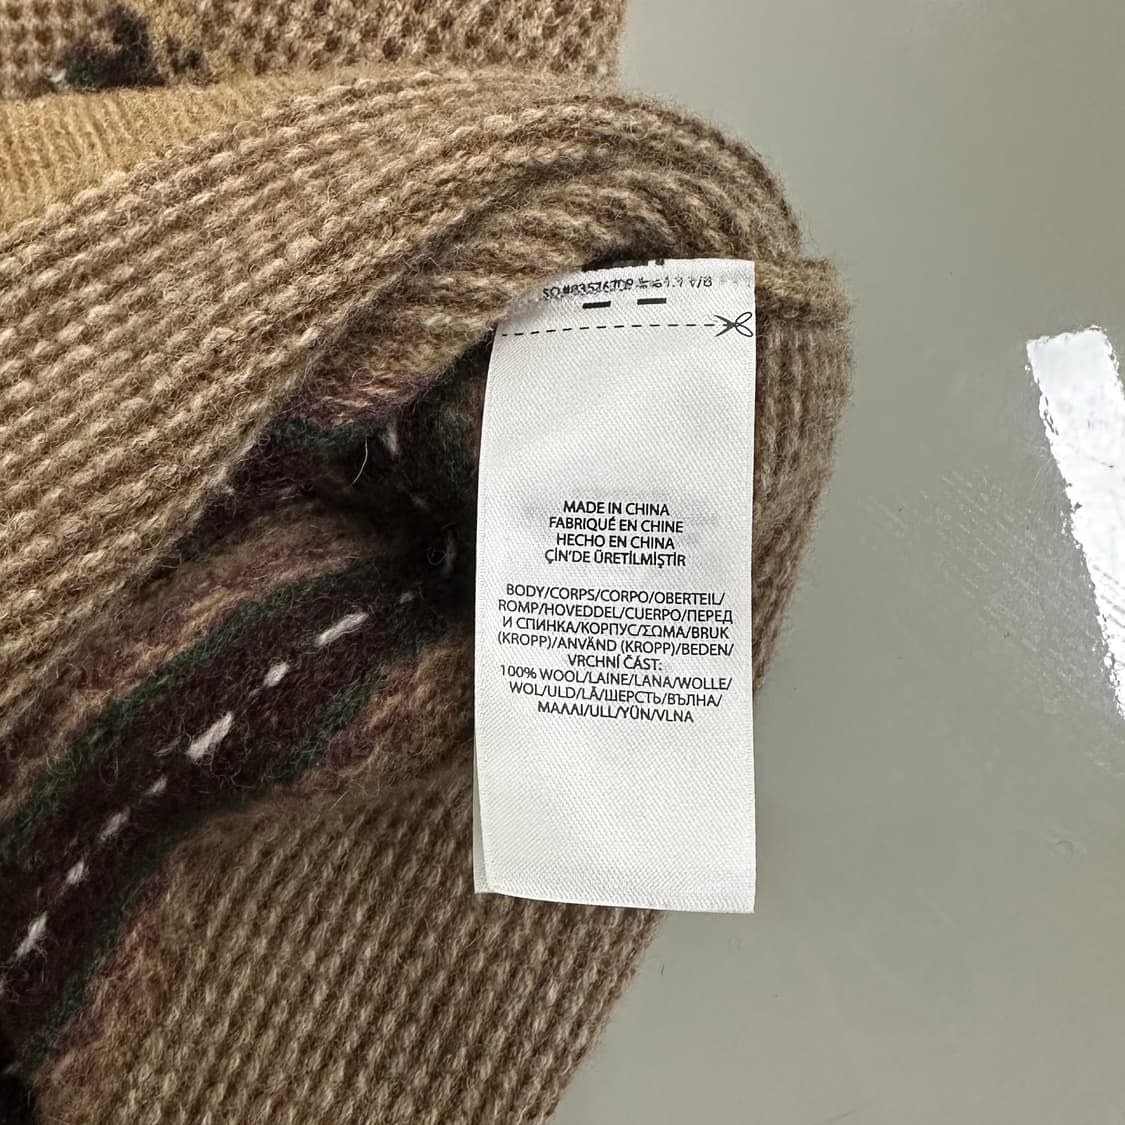 MADE IN CHINA
FABRIQUÉ EN CHINE
HECHO EN CHINA
ÇİN'DE ÜRETİLMİŞTİR
BODY/CORPS/CORPO/OBERTEIL/
ROMP/HOVEDDEL/CUERPO/ПЕРЕД
И СПИНКА/КОРПУС/ΣΩΜΑ/BRUK
(KROPP)/ANVÄND (KROPP)/BEDEN/
VRCHNÍ ČÁST:
100% WOOL/LAINE/LANA/WOLLE/
WOL/ULD/LÃ/ШЕРСТЬ/ВЪЛНА/
ΜΑΛΛΙ/ULL/YÜN/VLNA